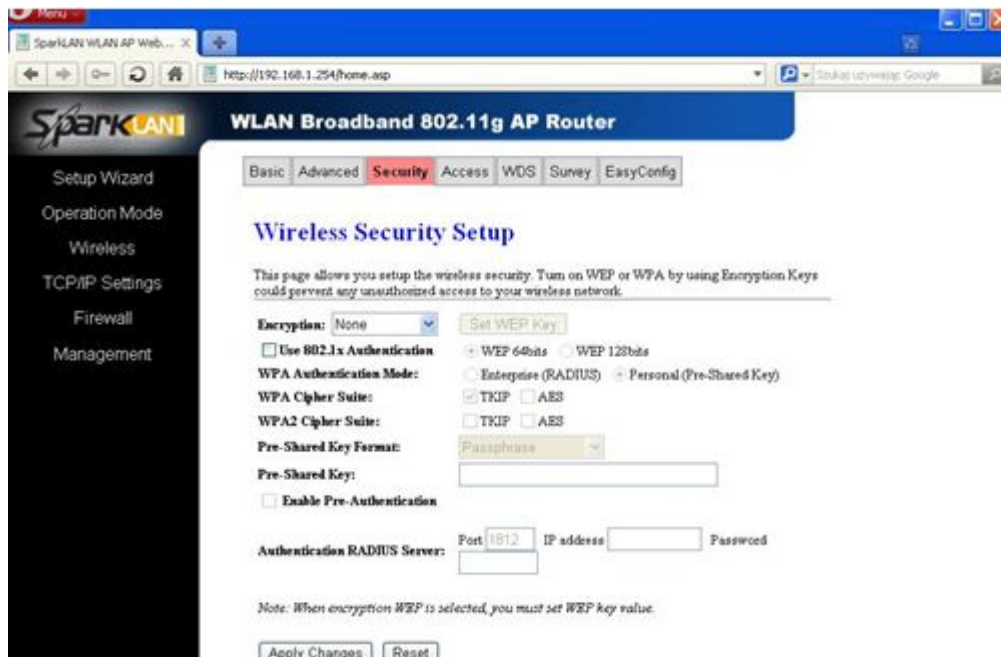 Menu
SparkLAN WLAN AP Web...
http://192.168.1.254/home.asp
Szukaj używając Google
SparkLAN
WLAN Broadband 802.11g AP Router
Setup Wizard
Operation Mode
Wireless
TCP/IP Settings
Firewall
Management
Basic Advanced Security Access WDS Survey EasyConfig
Wireless Security Setup
This page allows you setup the wireless security. Turn on WEP or WPA by using Encryption Keys
could prevent any unauthorized access to your wireless network.
Encryption: None Set WEP Key
Use 802.1x Authentication WEP 64bits WEP 128bits
WPA Authentication Mode: Enterprise (RADIUS) Personal (Pre-Shared Key)
WPA Cipher Suite: TKIP AES
WPA2 Cipher Suite: TKIP AES
Pre-Shared Key Format: Passphrase
Pre-Shared Key:
Enable Pre-Authentication
Authentication RADIUS Server: Port 1812 IP address Password
Note: When encryption WEP is selected, you must set WEP key value.
Apply Changes Reset